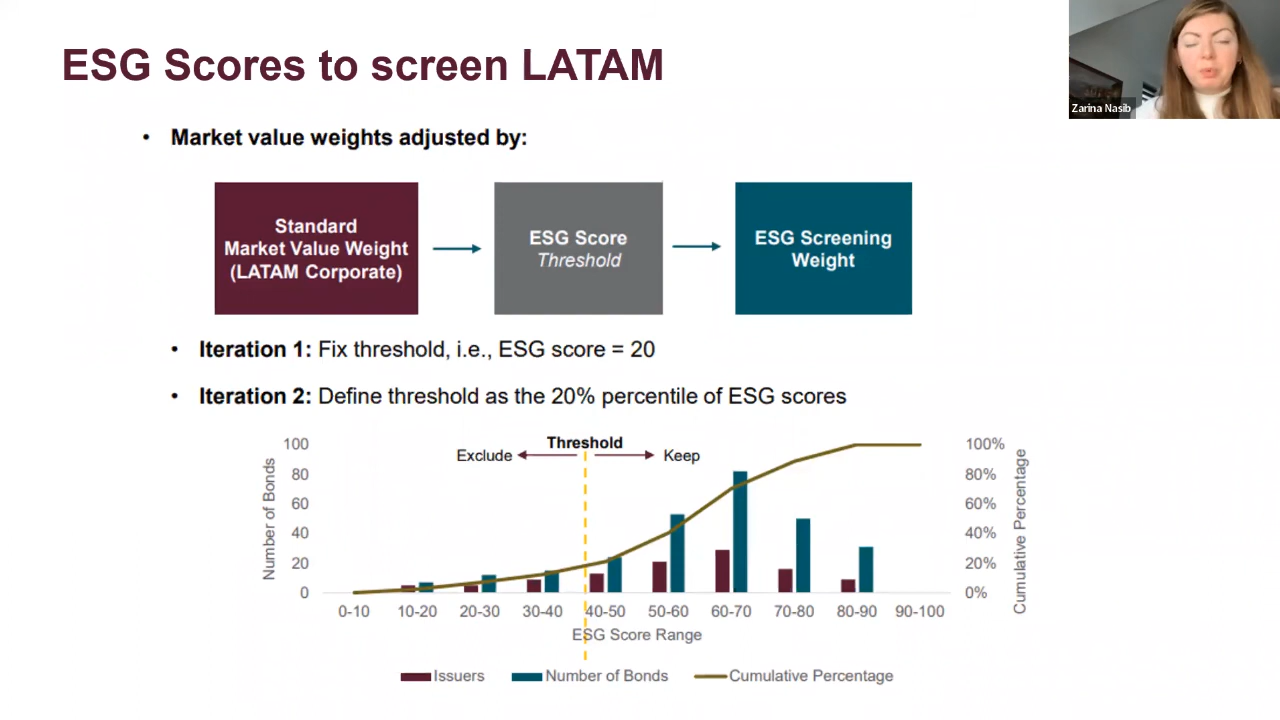 ESG Scores to screen LATAM
Zarina Nasib
• Market value weights adjusted by:
Standard
Market Value Weight
(LATAM Corporate)
ESG Score
Threshold
ESG Screening
Weight
• Iteration 1: Fix threshold, i.e., ESG score = 20
• Iteration 2: Define threshold as the 20% percentile of ESG scores
Threshold
Exclude
Keep
Number of Bonds
100
80
60
40
20
0
100%
80%
60%
40%
20%
0%
Cumulative Percentage
0-10 10-20 20-30 30-40 40-50 50-60 60-70 70-80 80-90 90-100
ESG Score Range
Issuers Number of Bonds Cumulative Percentage